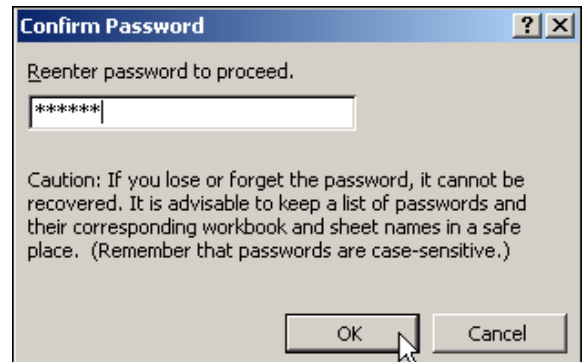 Confirm Password
Reenter password to proceed.
******
Caution: If you lose or forget the password, it cannot be
recovered. It is advisable to keep a list of passwords and
their corresponding workbook and sheet names in a safe
place.  (Remember that passwords are case-sensitive.)
OK
Cancel